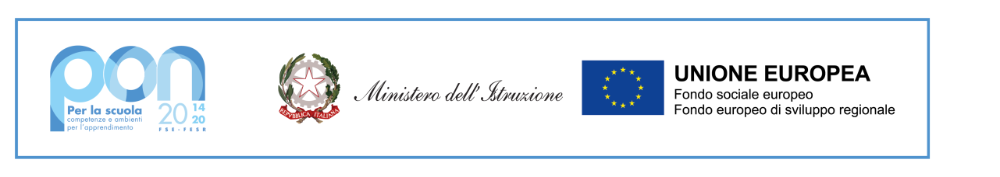 pon
Per la scuola
competenze e ambienti
per l'apprendimento
20 14
20
FSE-FESR
REPVBBLICA ITALIANA
Ministero dell'Istruzione
UNIONE EUROPEA
Fondo sociale europeo
Fondo europeo di sviluppo regionale